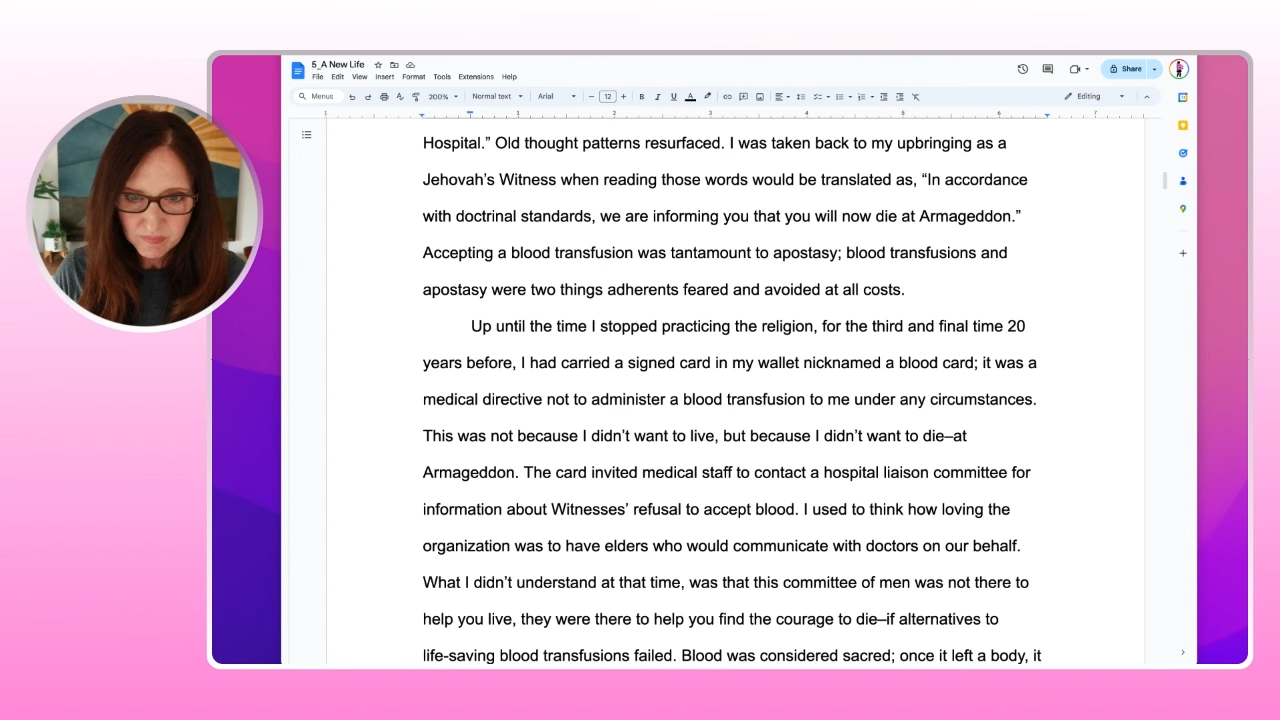 5_A New Life
File Edit View Insert Format Tools Extensions Help
Share
Menus
200%
Normal text
Arial
12
Editing
1 1 2 3 4 5 6 7
Hospital.” Old thought patterns resurfaced. I was taken back to my upbringing as a
Jehovah’s Witness when reading those words would be translated as, “In accordance
with doctrinal standards, we are informing you that you will now die at Armageddon.”
Accepting a blood transfusion was tantamount to apostasy; blood transfusions and
apostasy were two things adherents feared and avoided at all costs.
Up until the time I stopped practicing the religion, for the third and final time 20
years before, I had carried a signed card in my wallet nicknamed a blood card; it was a
medical directive not to administer a blood transfusion to me under any circumstances.
This was not because I didn’t want to live, but because I didn’t want to die–at
Armageddon. The card invited medical staff to contact a hospital liaison committee for
information about Witnesses’ refusal to accept blood. I used to think how loving the
organization was to have elders who would communicate with doctors on our behalf.
What I didn’t understand at that time, was that this committee of men was not there to
help you live, they were there to help you find the courage to die–if alternatives to
life-saving blood transfusions failed. Blood was considered sacred; once it left a body, it